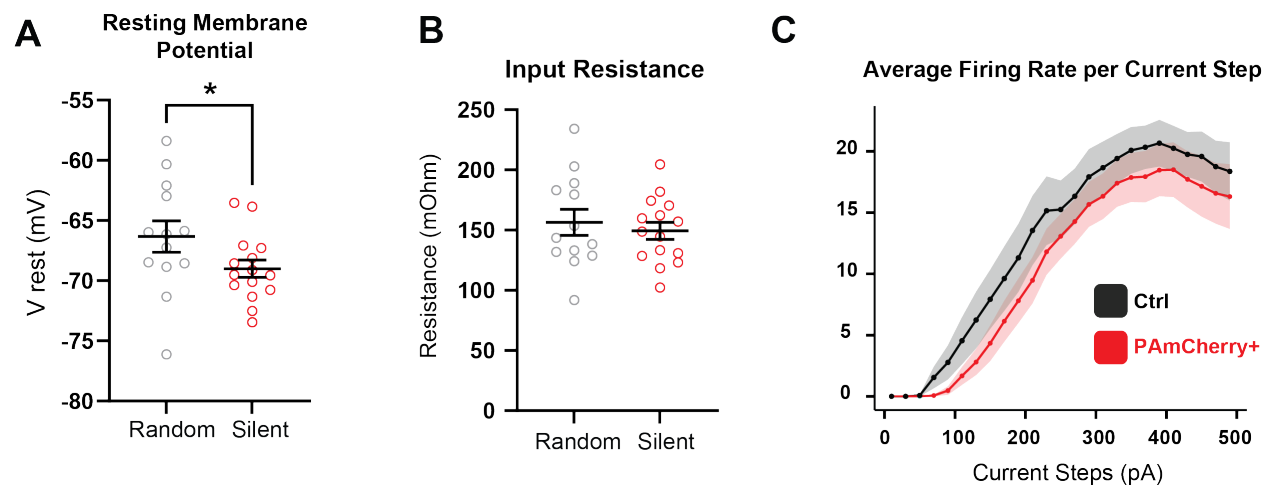 A
Resting Membrane
Potential
*
-55
-60
-65
-70
-75
-80
V rest (mV)
Random
Silent
B
Input Resistance
250
200
150
100
50
0
Resistance (mOhm)
Random
Silent
C
Average Firing Rate per Current Step
20
15
10
5
0
Ctrl
PAmCherry+
0
100
200
300
400
500
Current Steps (pA)